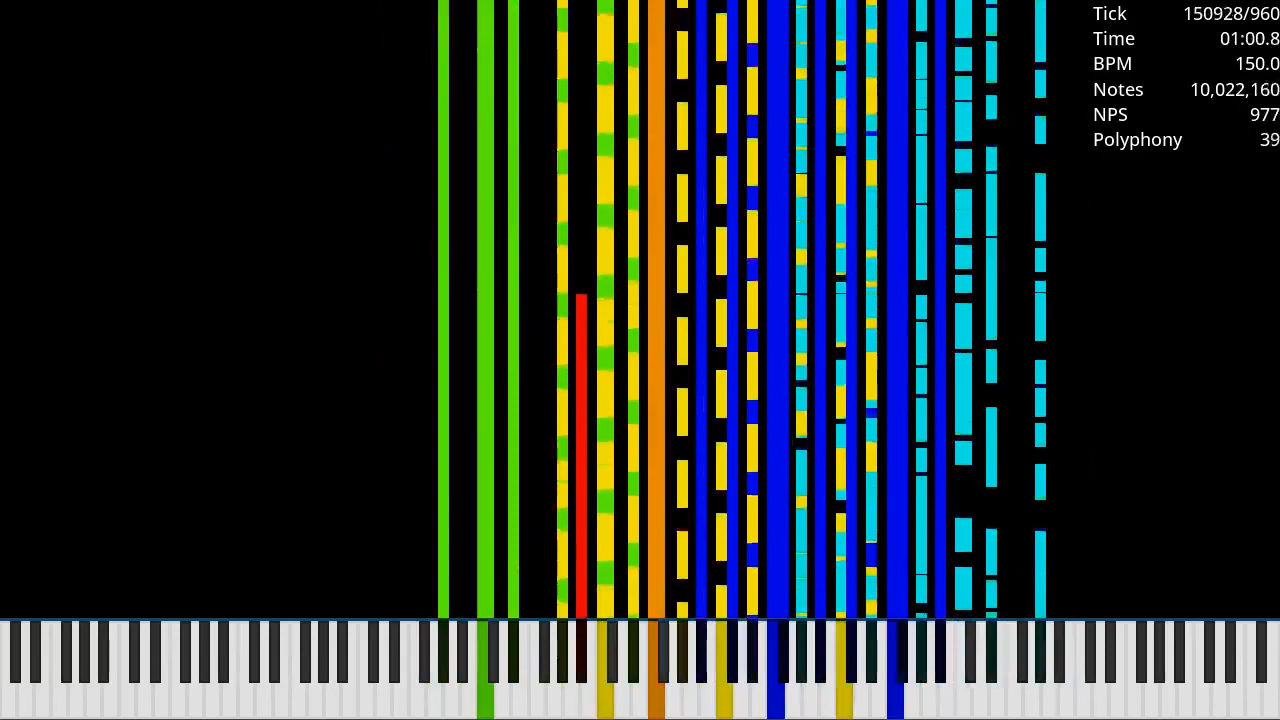 Tick 150928/960
Time 01:00.8
BPM 150.0
Notes 10,022,160
NPS 977
Polyphony 39